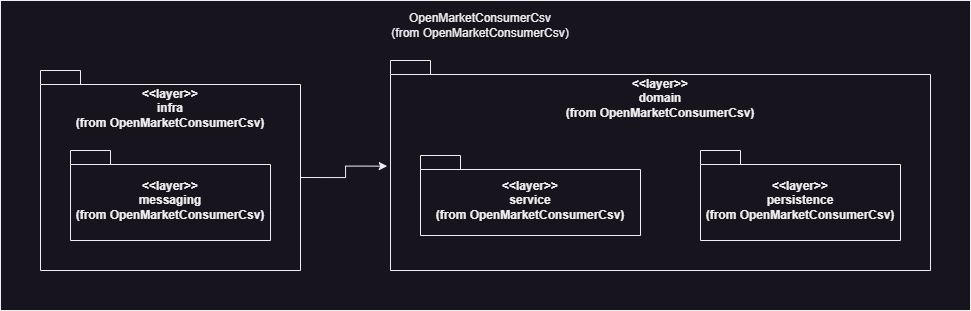 OpenMarketConsumerCsv
(from OpenMarketConsumerCsv)
<<layer>>
infra
(from OpenMarketConsumerCsv)
<<layer>>
messaging
(from OpenMarketConsumerCsv)
<<layer>>
domain
(from OpenMarketConsumerCsv)
<<layer>>
service
(from OpenMarketConsumerCsv)
<<layer>>
persistence
(from OpenMarketConsumerCsv)